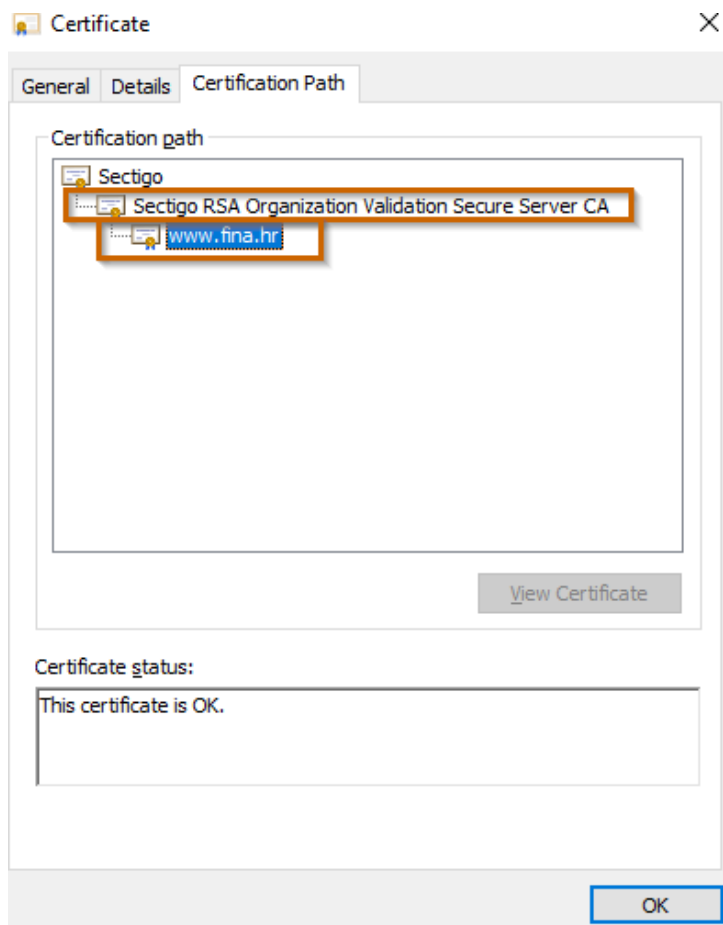 Certificate
General
Details
Certification Path
Certification path
Sectigo
Sectigo RSA Organization Validation Secure Server CA
www.fina.hr
View Certificate
Certificate status:
This certificate is OK.
OK